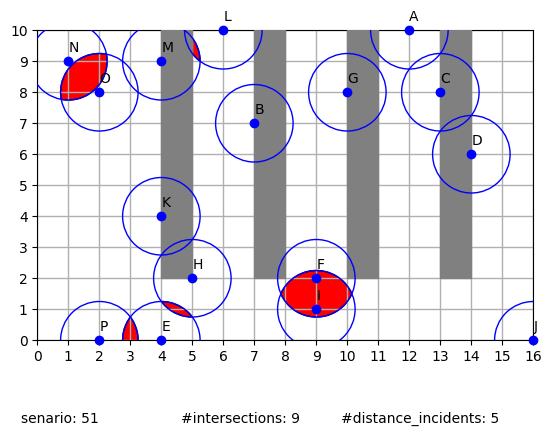 L A
10
N M
9
O G C
8
B
7
D
6
5
K
4
3
H F
2
I
1
P E J
0
0 1 2 3 4 5 6 7 8 9 10 11 12 13 14 15 16
senario: 51 #intersections: 9 #distance_incidents: 5